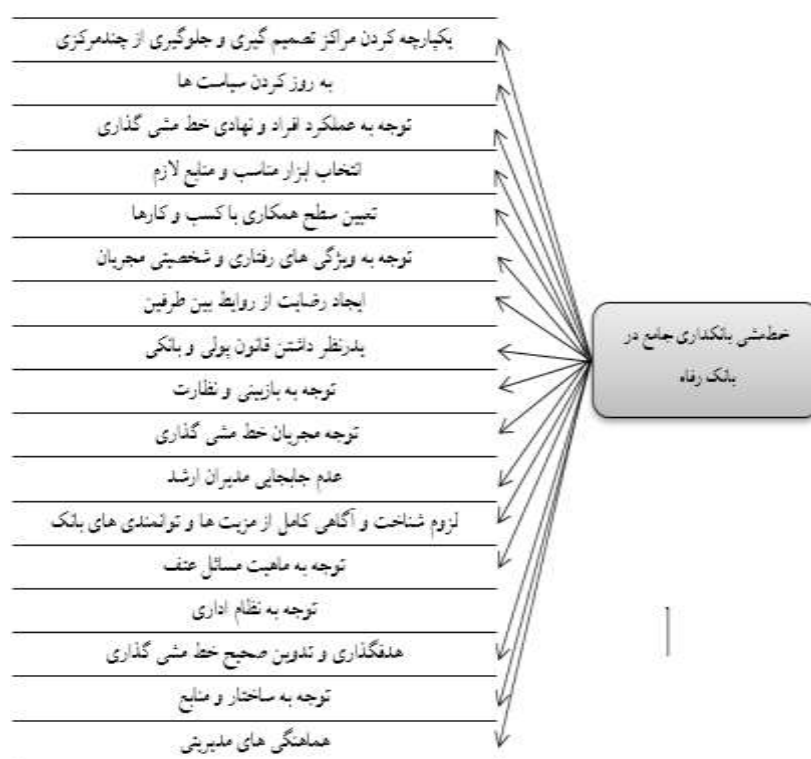 یکپارچه کردن مراکز تصمیم گیری و جلوگیری از چندمرکزی
به روز کردن سیاست ها
توجه به عملکرد افراد و نهادی خط مشی گذاری
انتخاب ابزار مناسب و منابع لازم
تعیین سطح همکاری با کسب و کارها
توجه به ویژگی های رفتاری و شخصیتی مجریان
ایجاد رضایت از روابط بین طرفین
بدرنظر داشتن قانون پولی و بانکی
توجه به بازبینی و نظارت
توجه مجریان خط مشی گذاری
عدم جابجایی مدیران ارشد
لزوم شناخت و آگاهی کامل از مزیت ها و توانمندی های بانک
توجه به ماهیت مسائل عتف
توجه به نظام اداری
هدفگذاری و تدوین صحیح خط مشی گذاری
توجه به ساختار و منابع
هماهنگی های مدیریتی
خط‌مشی بانکداری جامع در
بانک رفاه